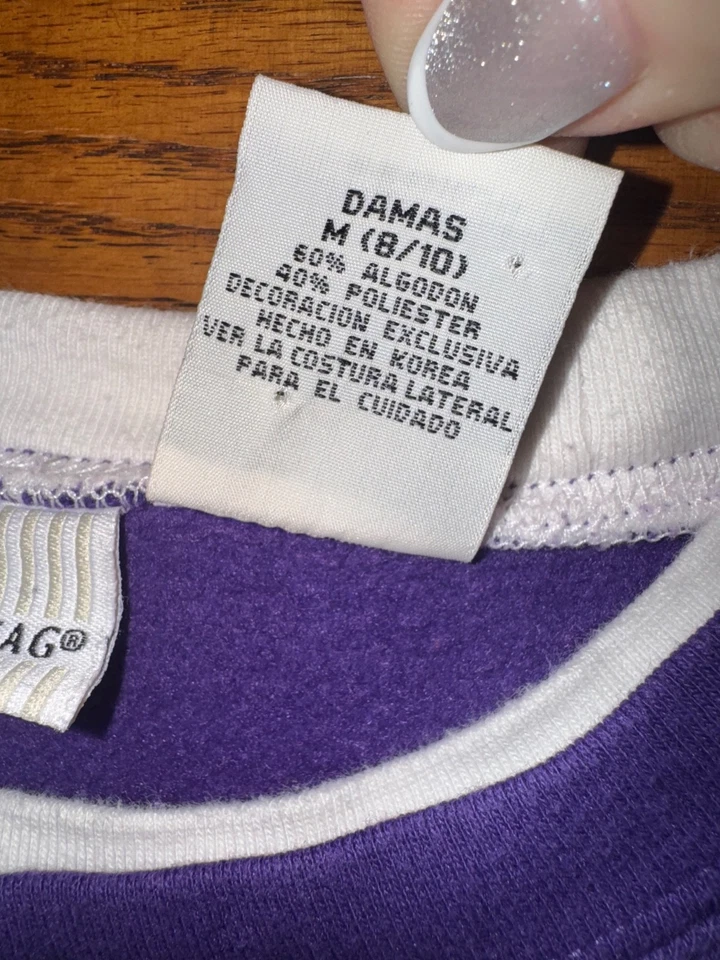 DAMAS
M (8/10)
60% ALGODON
40% POLIESTER
DECORACION EXCLUSIVA
HECHO EN KOREA
VER LA COSTURA LATERAL
PARA EL CUIDADO
AG®